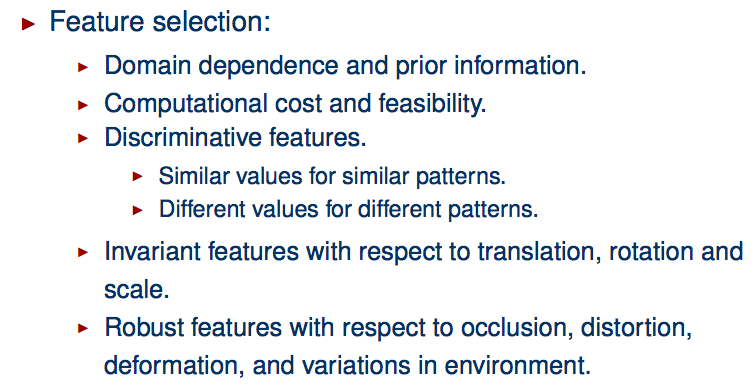 ► Feature selection:
► Domain dependence and prior information.
► Computational cost and feasibility.
► Discriminative features.
► Similar values for similar patterns.
► Different values for different patterns.
► Invariant features with respect to translation, rotation and
scale.
► Robust features with respect to occlusion, distortion,
deformation, and variations in environment.